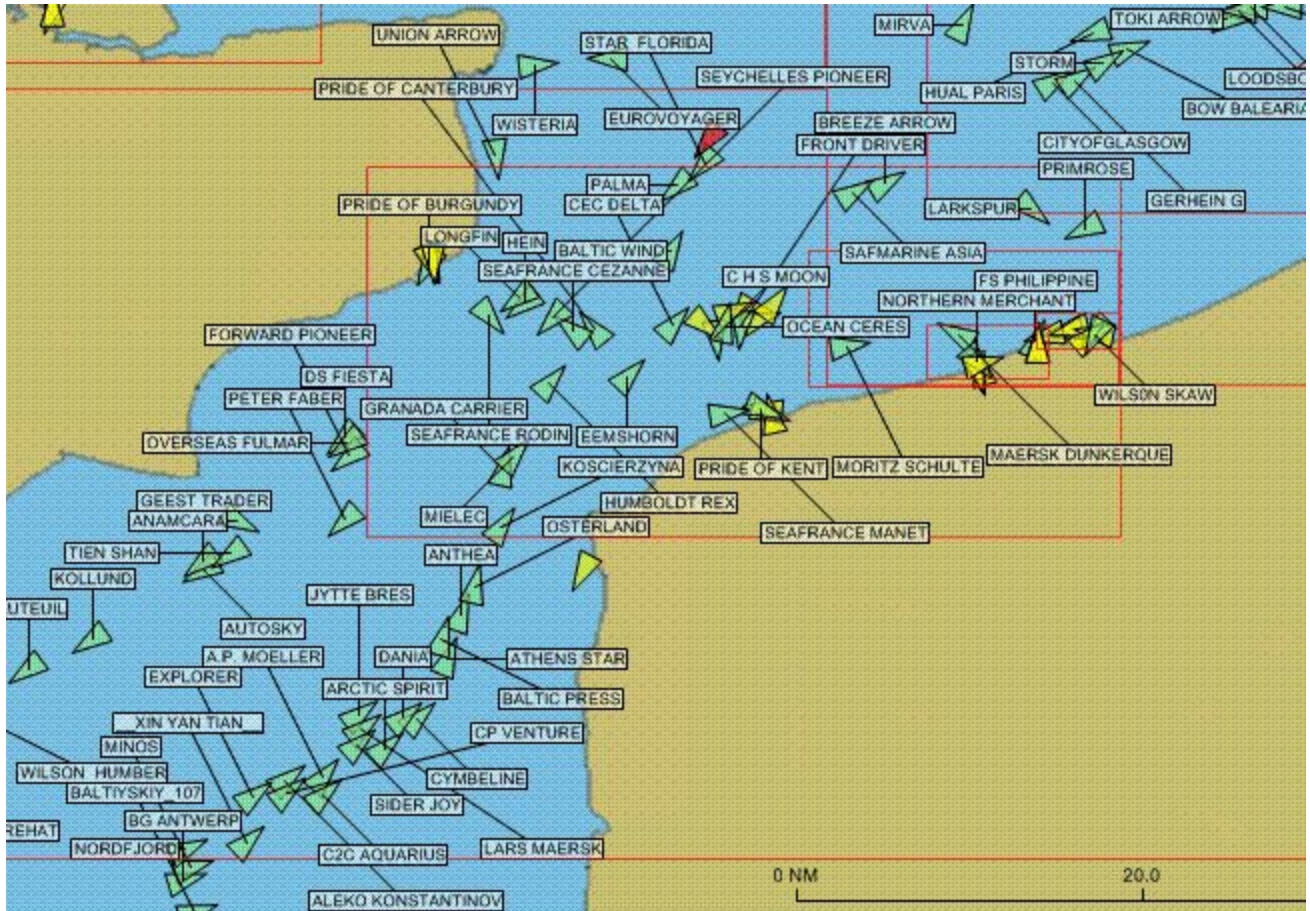 MIRVA
TOKI ARROW
UNION ARROW
STAR FLORIDA
STORM
SEYCHELLES PIONEER
LOODSBO
PRIDE OF CANTERBURY
HUAL PARIS
BOW BALEARIA
WISTERIA
EUROVOYAGER
BREEZE ARROW
FRONT DRIVER
CITYOFGLASGOW
PRIMROSE
PALMA
CEC DELTA
PRIDE OF BURGUNDY
LARKSPUR
GERHEIN G
LONGFIN
HEIN
BALTIC WIND
SAFMARINE ASIA
SEAFRANCE CEZANNE
C H S MOON
FS PHILIPPINE
NORTHERN MERCHANT
FORWARD PIONEER
OCEAN CERES
DS FIESTA
PETER FABER
GRANADA CARRIER
WILSON SKAW
OVERSEAS FULMAR
SEAFRANCE RODIN
EEMSHORN
KOSCIERZYNA
PRIDE OF KENT
MORITZ SCHULTE
MAERSK DUNKERQUE
GEEST TRADER
ANAMCARA
MIELEC
HUMBOLDT REX
OSTERLAND
SEAFRANCE MANET
TIEN SHAN
ANTHEA
KOLLUND
UTEUIL
JYTTE BRES
AUTOSKY
A.P. MOELLER
DANIA
ATHENS STAR
EXPLORER
ARCTIC SPIRIT
BALTIC PRESS
__XIN YAN TIAN__
CP VENTURE
MINOS
WILSON HUMBER
CYMBELINE
BALTIYSKIY_107
SIDER JOY
BG ANTWERP
REHAT
NORDFJORD
C2C AQUARIUS
LARS MAERSK
ALEKO KONSTANTINOV
0 NM
20.0